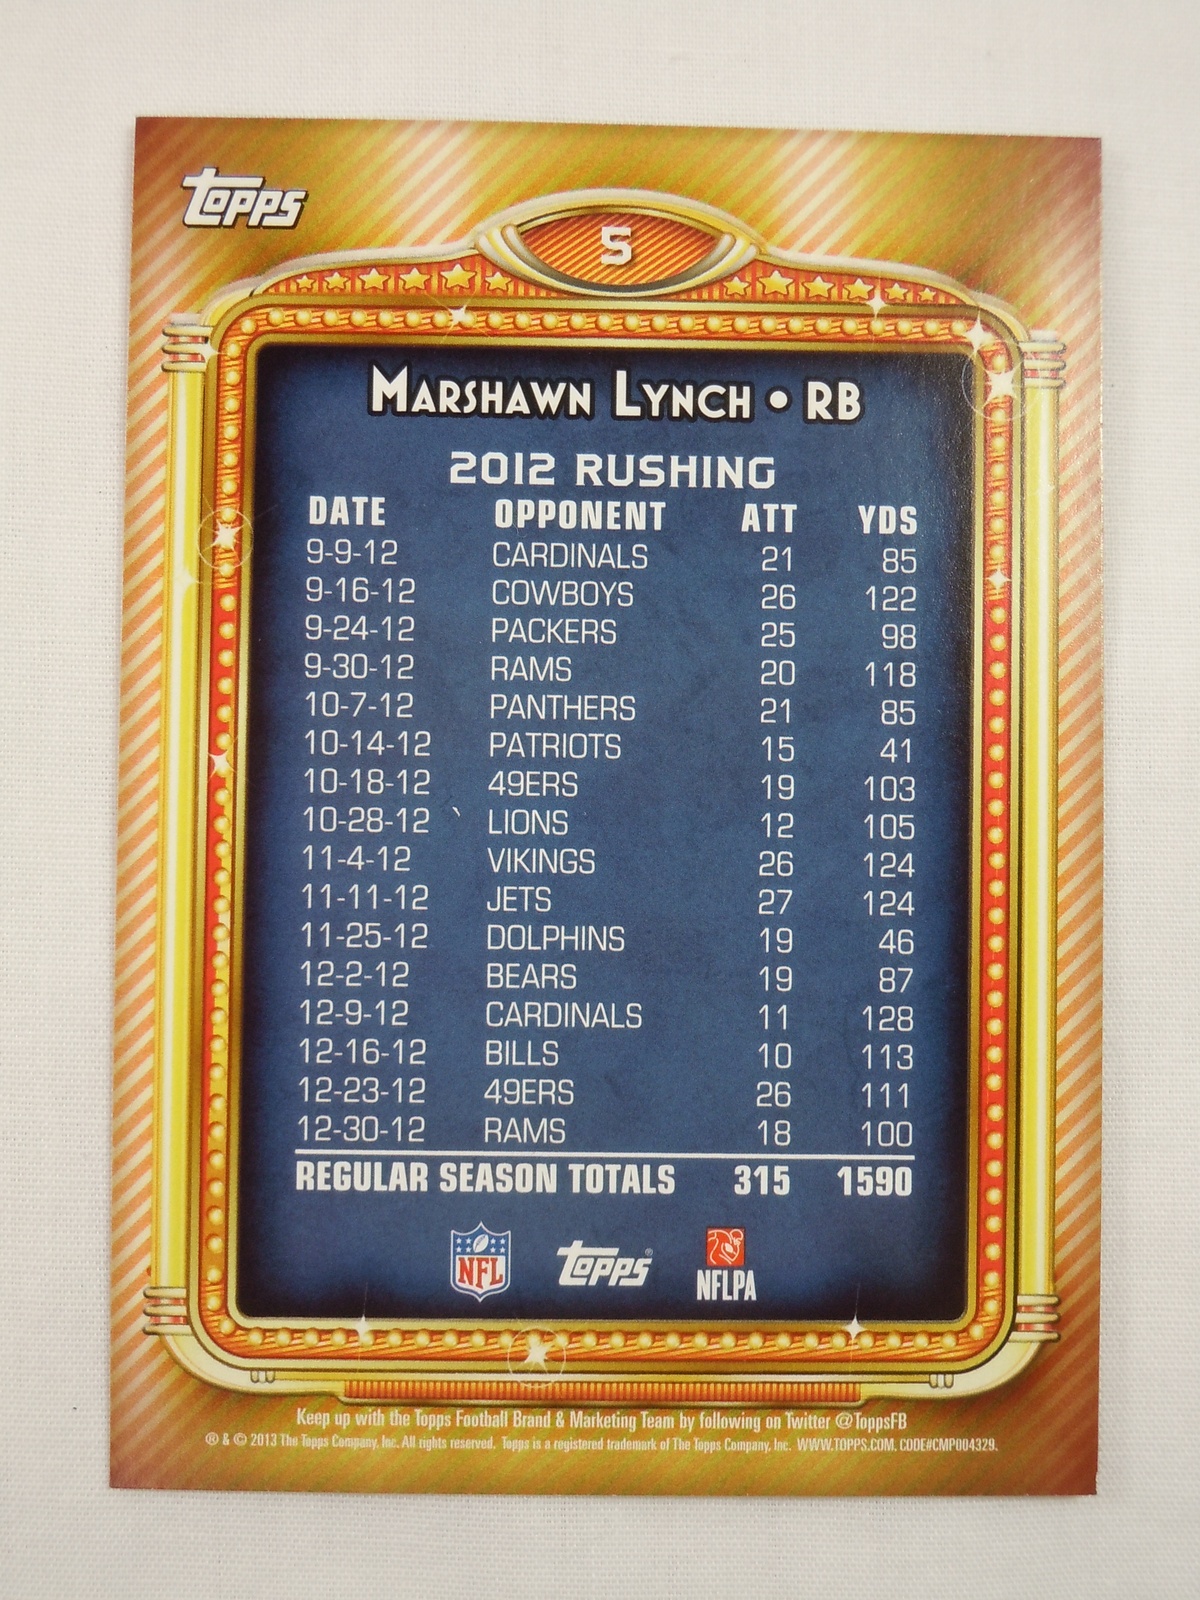 Topps
5
Marshawn Lynch • RB
2012 RUSHING
DATE OPPONENT ATT YDS
9-9-12 CARDINALS 21 85
9-16-12 COWBOYS 26 122
9-24-12 PACKERS 25 98
9-30-12 RAMS 20 118
10-7-12 PANTHERS 21 85
10-14-12 PATRIOTS 15 41
10-18-12 49ERS 19 103
10-28-12 LIONS 12 105
11-4-12 VIKINGS 26 124
11-11-12 JETS 27 124
11-25-12 DOLPHINS 19 46
12-2-12 BEARS 19 87
12-9-12 CARDINALS 11 128
12-16-12 BILLS 10 113
12-23-12 49ERS 26 111
12-30-12 RAMS 18 100
REGULAR SEASON TOTALS 315 1590
NFL Topps® NFLPA
Keep up with the Topps Football Brand & Marketing Team by following on Twitter @ToppsFB
® & © 2013 The Topps Company, Inc. All rights reserved. Topps is a registered trademark of The Topps Company, Inc. WWW.TOPPS.COM. CODE#CMP004329.